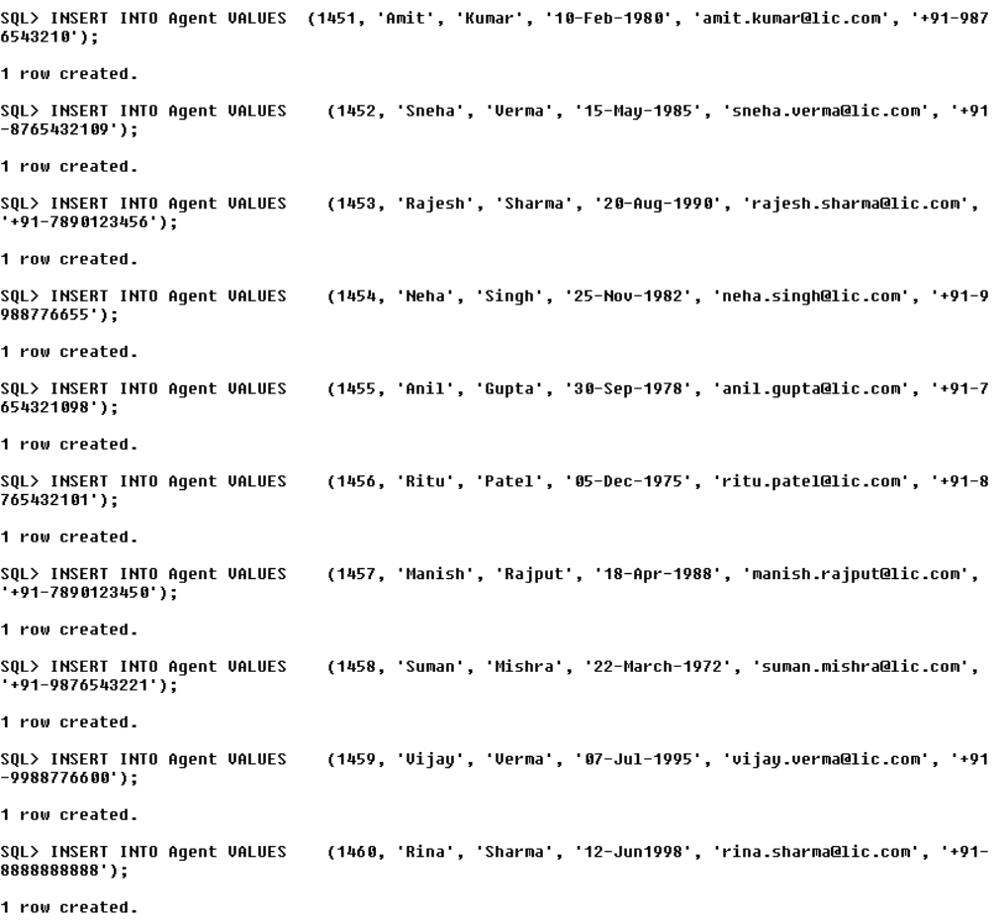 SQL> INSERT INTO Agent VALUES  (1451, 'Amit', 'Kumar', '10-Feb-1980', 'amit.kumar@lic.com', '+91-987
6543210');
1 row created.
SQL> INSERT INTO Agent VALUES    (1452, 'Sneha', 'Verma', '15-May-1985', 'sneha.verma@lic.com', '+91
-8765432109');
1 row created.
SQL> INSERT INTO Agent VALUES    (1453, 'Rajesh', 'Sharma', '20-Aug-1990', 'rajesh.sharma@lic.com',
'+91-7890123456');
1 row created.
SQL> INSERT INTO Agent VALUES    (1454, 'Neha', 'Singh', '25-Nov-1982', 'neha.singh@lic.com', '+91-9
988776655');
1 row created.
SQL> INSERT INTO Agent VALUES    (1455, 'Anil', 'Gupta', '30-Sep-1978', 'anil.gupta@lic.com', '+91-7
654321098');
1 row created.
SQL> INSERT INTO Agent VALUES    (1456, 'Ritu', 'Patel', '05-Dec-1975', 'ritu.patel@lic.com', '+91-8
765432101');
1 row created.
SQL> INSERT INTO Agent VALUES    (1457, 'Manish', 'Rajput', '18-Apr-1988', 'manish.rajput@lic.com',
'+91-7890123450');
1 row created.
SQL> INSERT INTO Agent VALUES    (1458, 'Suman', 'Mishra', '22-March-1972', 'suman.mishra@lic.com',
'+91-9876543221');
1 row created.
SQL> INSERT INTO Agent VALUES    (1459, 'Vijay', 'Verma', '07-Jul-1995', 'vijay.verma@lic.com', '+91
-9988776600');
1 row created.
SQL> INSERT INTO Agent VALUES    (1460, 'Rina', 'Sharma', '12-Jun1998', 'rina.sharma@lic.com', '+91-
8888888888');
1 row created.